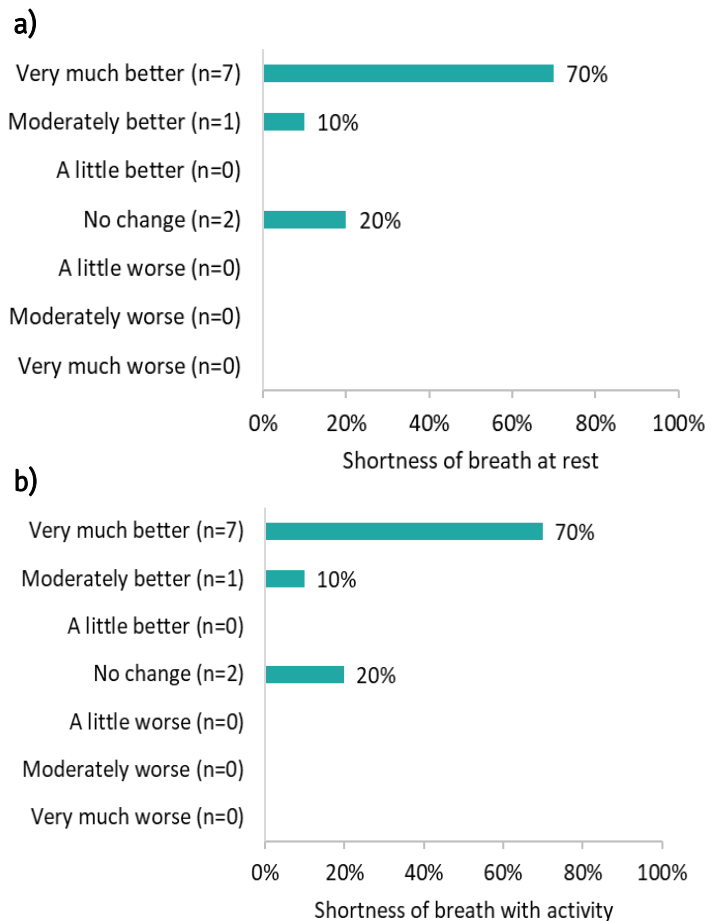 a)
Very much better (n=7) 70%
Moderately better (n=1) 10%
A little better (n=0)
No change (n=2) 20%
A little worse (n=0)
Moderately worse (n=0)
Very much worse (n=0)
0% 20% 40% 60% 80% 100%
Shortness of breath at rest
b)
Very much better (n=7) 70%
Moderately better (n=1) 10%
A little better (n=0)
No change (n=2) 20%
A little worse (n=0)
Moderately worse (n=0)
Very much worse (n=0)
0% 20% 40% 60% 80% 100%
Shortness of breath with activity